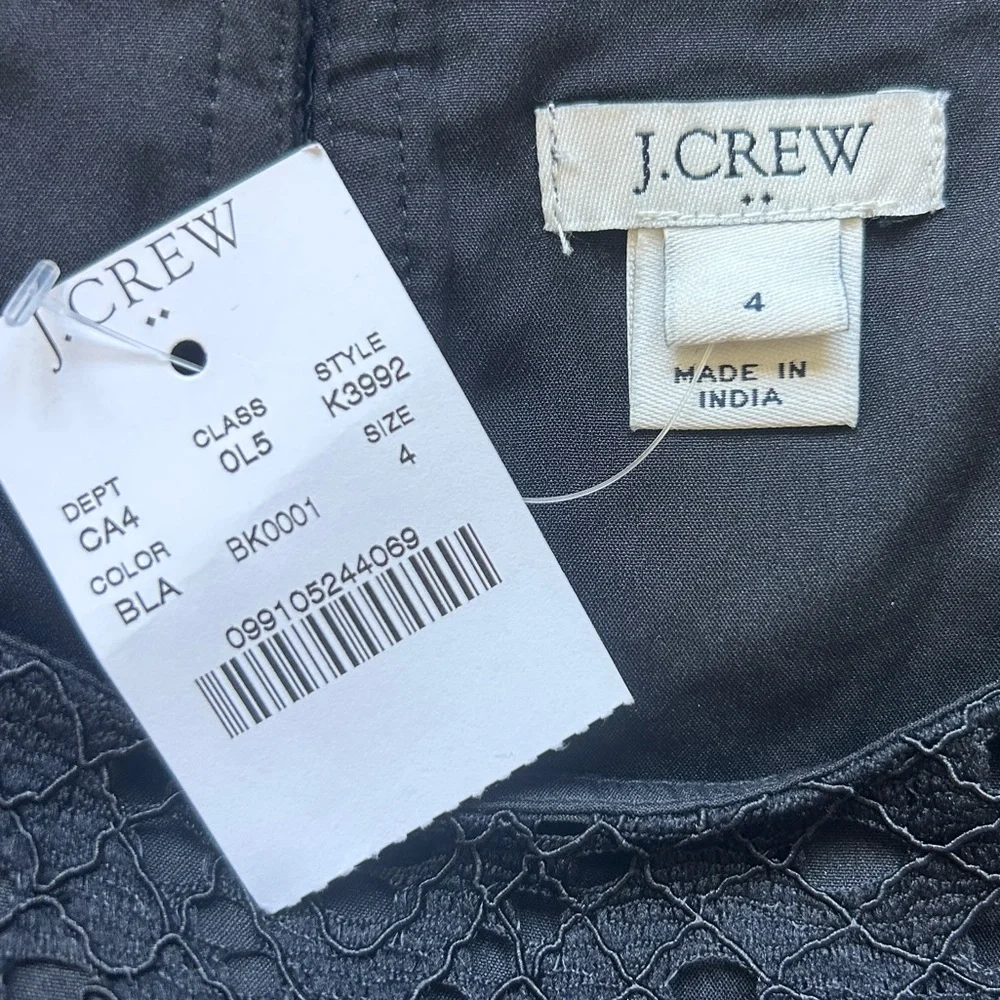 J.CREW
STYLE
K3992
CLASS
0L5
SIZE
4
DEPT
CA4
COLOR
BLA
BK0001
099105244069
J.CREW
4
MADE IN
INDIA